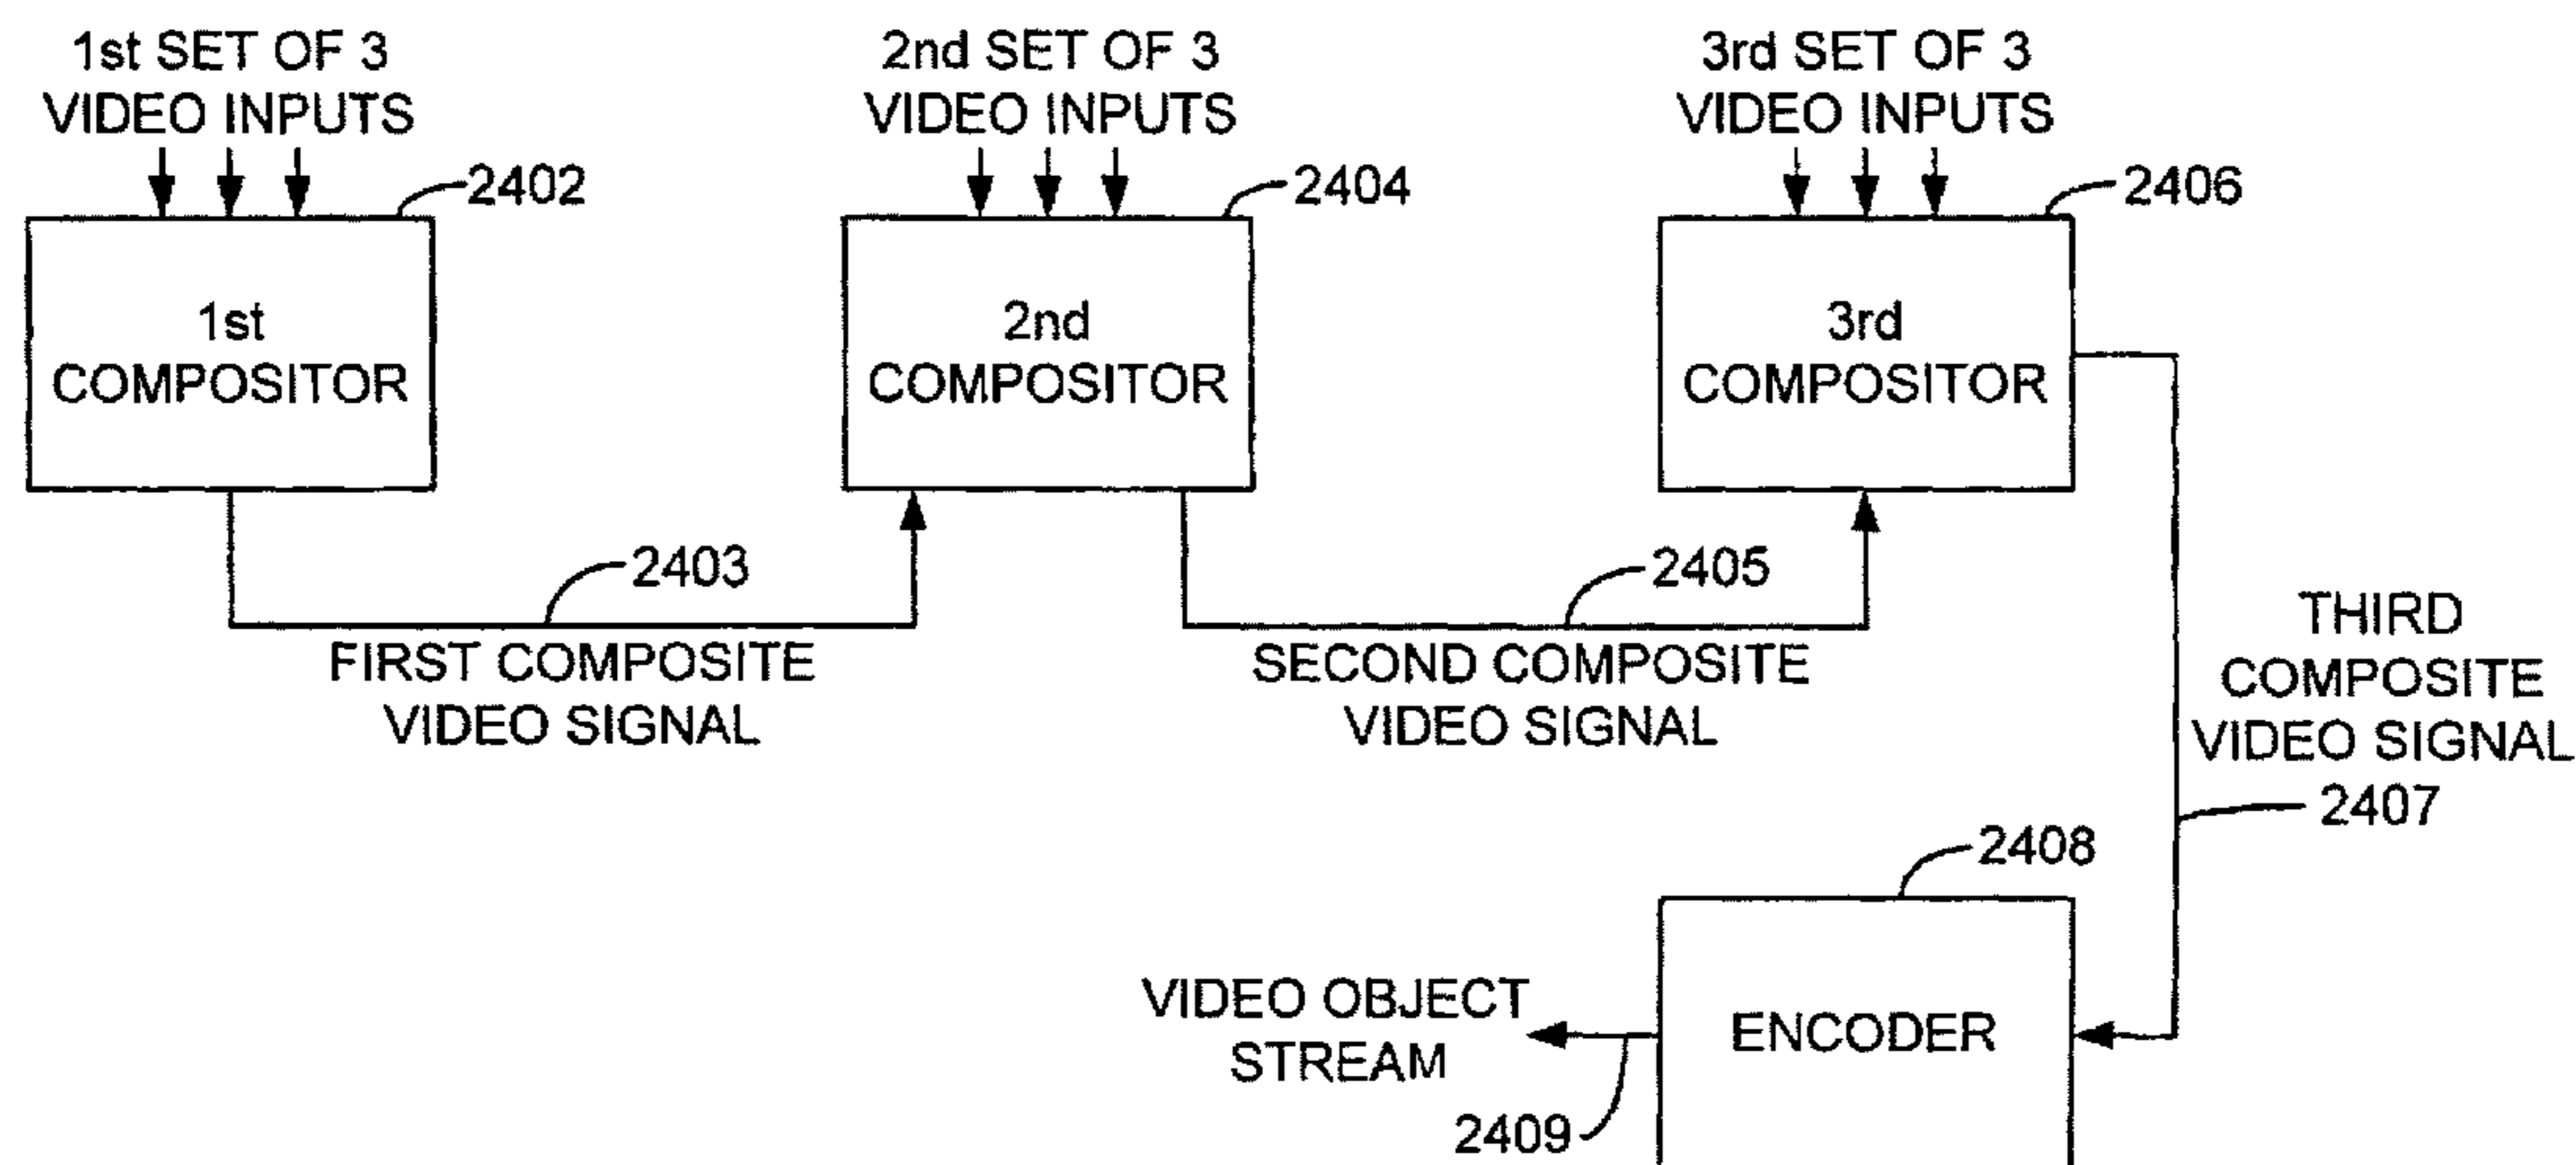 1st SET OF 3
VIDEO INPUTS
2nd SET OF 3
VIDEO INPUTS
3rd SET OF 3
VIDEO INPUTS
2402
2404
2406
1st
COMPOSITOR
2nd
COMPOSITOR
3rd
COMPOSITOR
2403
FIRST COMPOSITE
VIDEO SIGNAL
2405
SECOND COMPOSITE
VIDEO SIGNAL
THIRD
COMPOSITE
VIDEO SIGNAL
2407
2408
ENCODER
VIDEO OBJECT
STREAM
2409